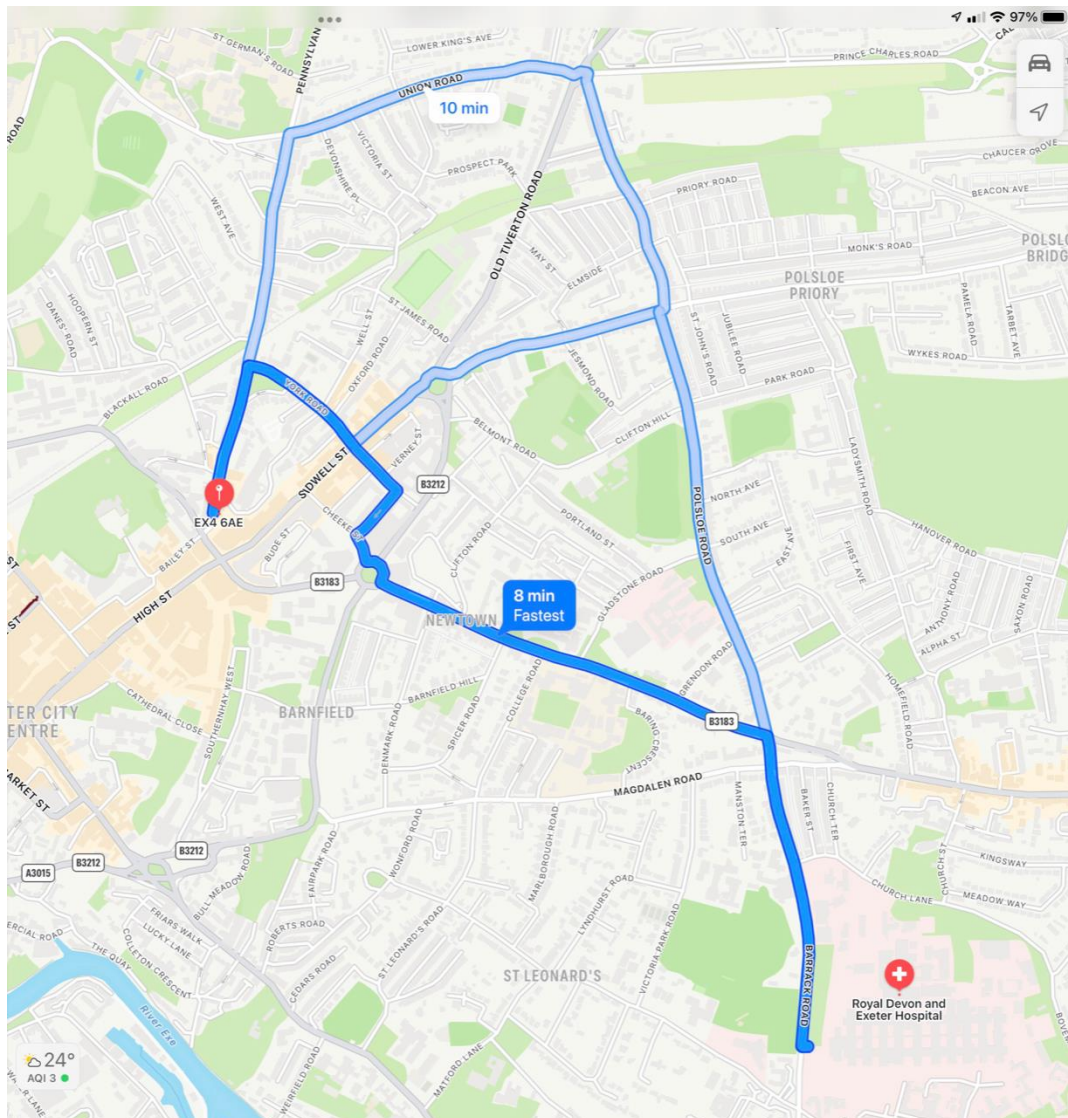 97%
ST GERMAN'S ROAD
PENNSYLVAN
LOWER KING'S AVE
PRINCE CHARLES ROAD
UNION ROAD
10 min
ROAD
VICTORIA ST
DEVONSHIRE PL
PROSPECT PARK
CHAUCER GROVE
BEACON AVE
PRIORY ROAD
WEST AVE
OLD TIVERTON ROAD
MONK'S ROAD
POLSLO
BRIDG
MAY ST
ELMSIDE
POLSLOE
PRIORY
HOOPERN ST
DANES' ROAD
WELL ST
ST JAMES ROAD
OXFORD ROAD
ST JOHN'S ROAD
JUBILEE ROAD
PAMELA ROAD
TARBET AVE
WYKES ROAD
BLACKALL ROAD
YORK ROAD
JESMOND ROAD
PARK ROAD
CLIFTON HILL
BELMONT ROAD
VERNEY ST
LADYSMITH ROAD
SIDWELL ST
B3212
NORTH AVE
EX4 6AE
CHEEKE ST
PORTLAND ST
POLSLOE ROAD
SOUTH AVE
EAST AVE
HANOVER ROAD
BAILEY ST
BUDE ST
CLIFTON ROAD
FIRST AVE
B3183
HIGH ST
8 min
Fastest
GLADSTONE ROAD
ANTHONY ROAD
SAXON ROAD
NEWTOWN
ALPHA ST
GRENDON ROAD
TER CITY
ENTRE
CATHEDRAL CLOSE
SOUTHERNHAY WEST
BARNFIELD
BARNFIELD HILL
SPICER ROAD
COLLEGE ROAD
BARING CRESCENT
B3183
HOMEFIELD ROAD
DENMARK ROAD
MAGDALEN ROAD
MARKET ST
MANSTON TER
BAKER ST
CHURCH TER
B3212
B3212
A3015
FAIRPARK ROAD
WONFORD ROAD
MARLBOROUGH ROAD
CHURCH ST
KINGSWAY
BULL MEADOW ROAD
LYNDHURST ROAD
CHURCH LANE
MEADOW WAY
FRIARS WALK
LUCKY LANE
COLLETON CRESCENT
ROBERTS ROAD
ERCIAL ROAD
THE QUAY
CEDARS ROAD
ST LEONARD'S ROAD
VICTORIA PARK ROAD
ST LEONARD'S
BARRACK ROAD
Royal Devon and
Exeter Hospital
River Exe
24°
AQI 3
WEIRFIELD ROAD
MATFORD LANE